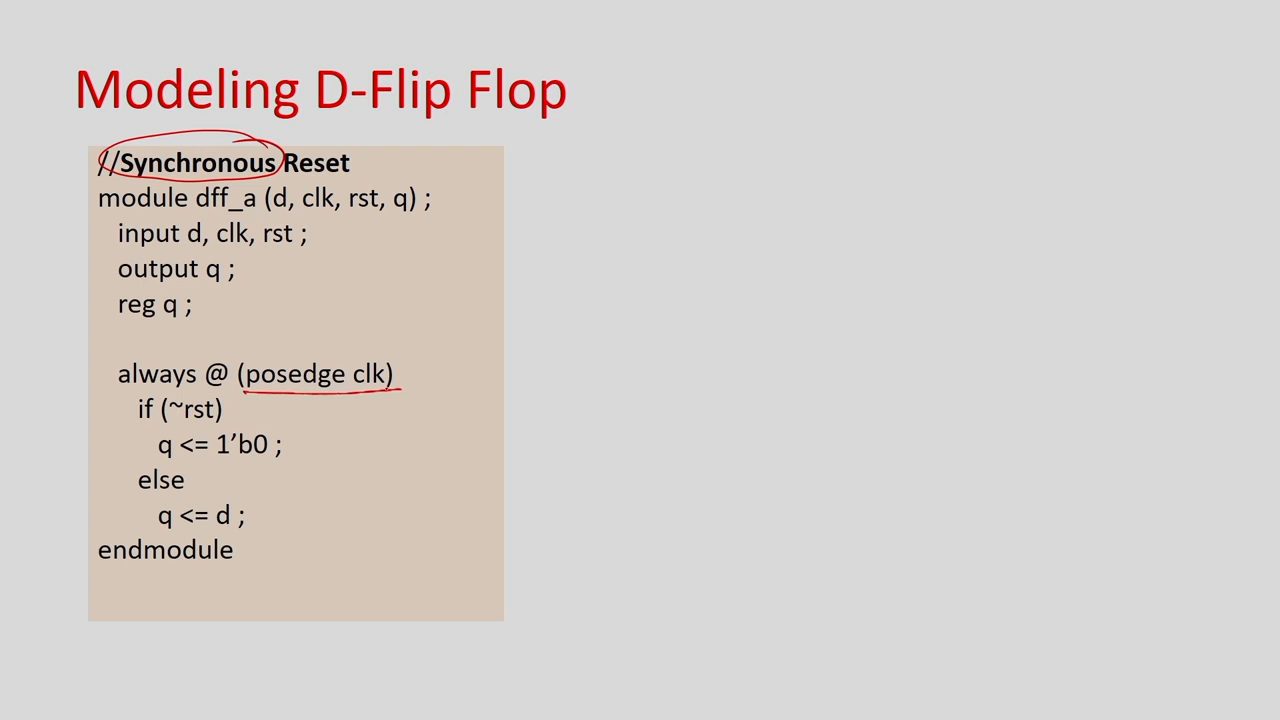 Modeling D-Flip Flop
//Synchronous Reset
module dff_a (d, clk, rst, q) ;
input d, clk, rst ;
output q ;
reg q ;
always @ (posedge clk)
if (~rst)
q <= 1’b0 ;
else
q <= d ;
endmodule